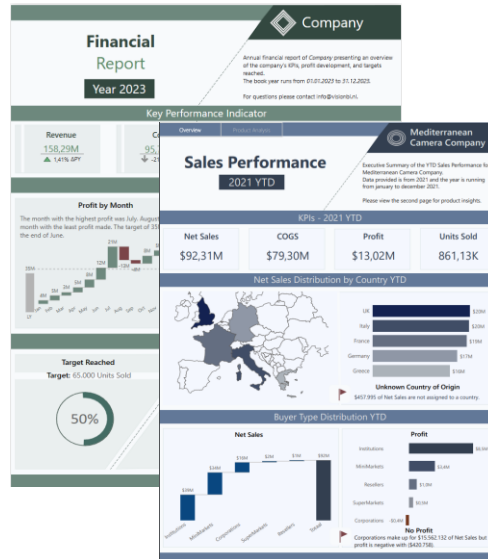 Financial
Report
Year 2023
Company
Annual financial report of Company presenting an overview
of the company's KPIs, profit development, and targets
reached.
The book year runs from 01.01.2023 to 31.12.2023.
For questions please contact
Key Performance Indicator
Revenue
158,29M
1,41% ΔPY
Profit by Month
The month with the highest profit was July. August
month with the least profit made. The target of 35
the end of June.
Target Reached
Target: 65.000 Units Sold
50%
Overview
Product Analysis
Sales Performance
2021 YTD
Mediterranean
Camera Company
Executive Summary of the YTD Sales Performance for
Mediterranean Camera Company.
Data provided is from 2021 and the year is running
from january to december 2021.
Please view the second page for product insights.
KPIs - 2021 YTD
Net Sales
$92,31M
COGS
$79,30M
Profit
$13,02M
Units Sold
861,13K
Net Sales Distribution by Country YTD
UK
$20M
Italy
$20M
France
$19M
Germany
$17M
Greece
$16M
Unknown Country of Origin
$457.995 of Net Sales are not assigned to a country.
Buyer Type Distribution YTD
Net Sales
$39M
$34M
$16M
$2M
$1M
$92M
Institutions
MiniMarkets
Corporations
SuperMarkets
Resellers
Total
Profit
Institutions
MiniMarkets
$3,4M
Resellers
SuperMarkets
Corporations
-$0,4M
No Profit
Corporations make up for $15.562.132 of Net Sales but
profit is negative with ($420.758).